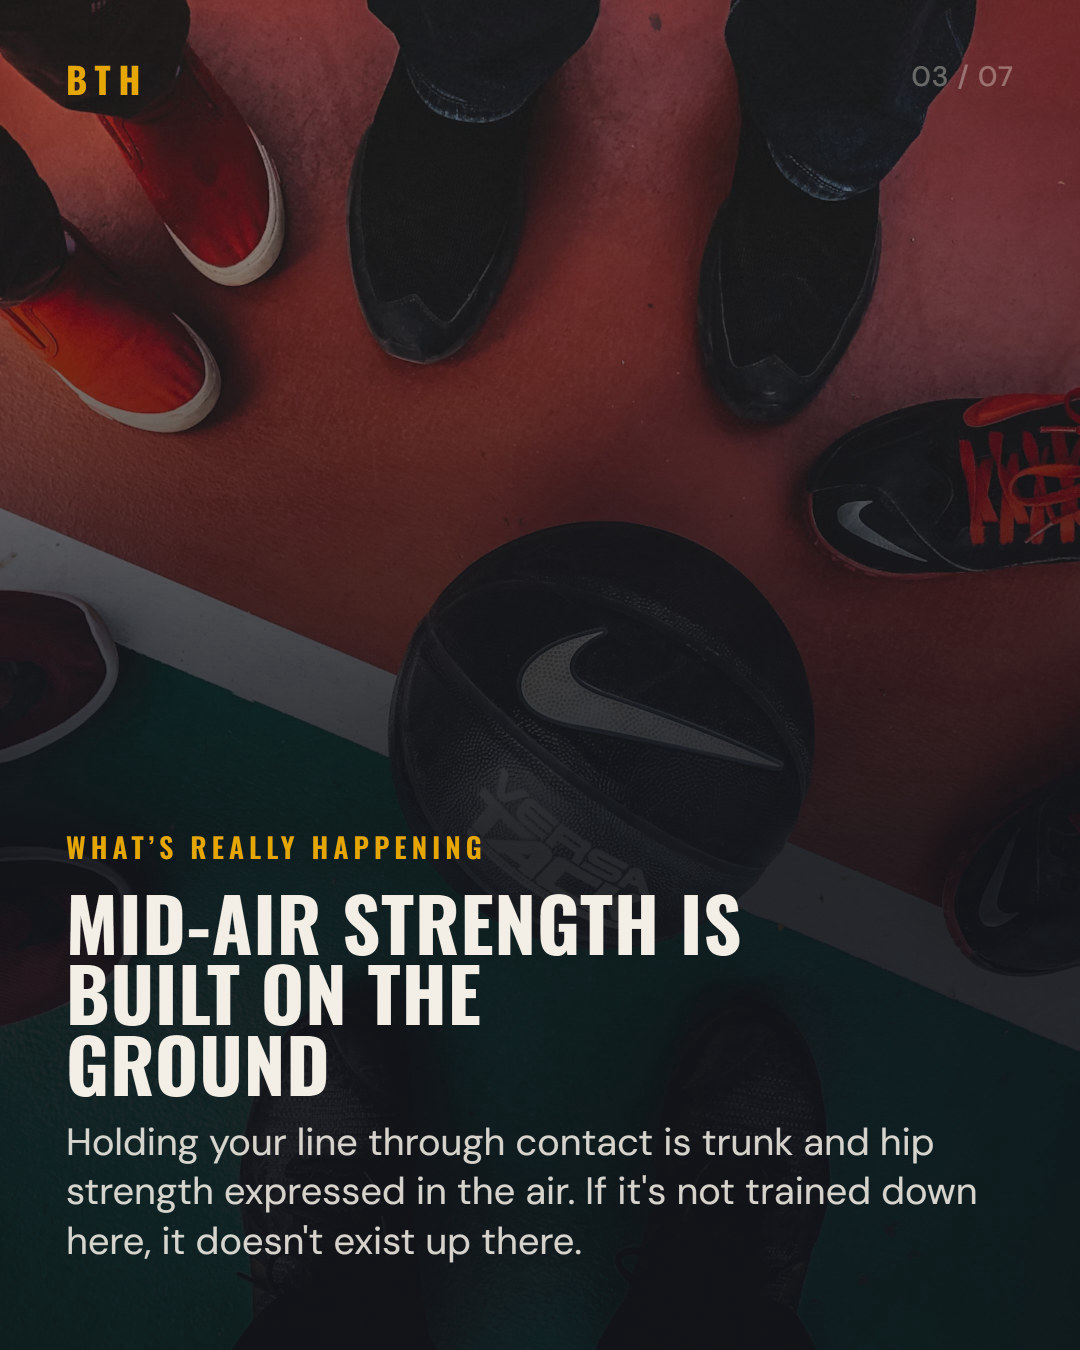 BTH
03 / 07
VERSA
TACK
WHAT’S REALLY HAPPENING
MID-AIR STRENGTH IS
BUILT ON THE
GROUND
Holding your line through contact is trunk and hip
strength expressed in the air. If it's not trained down
here, it doesn't exist up there.